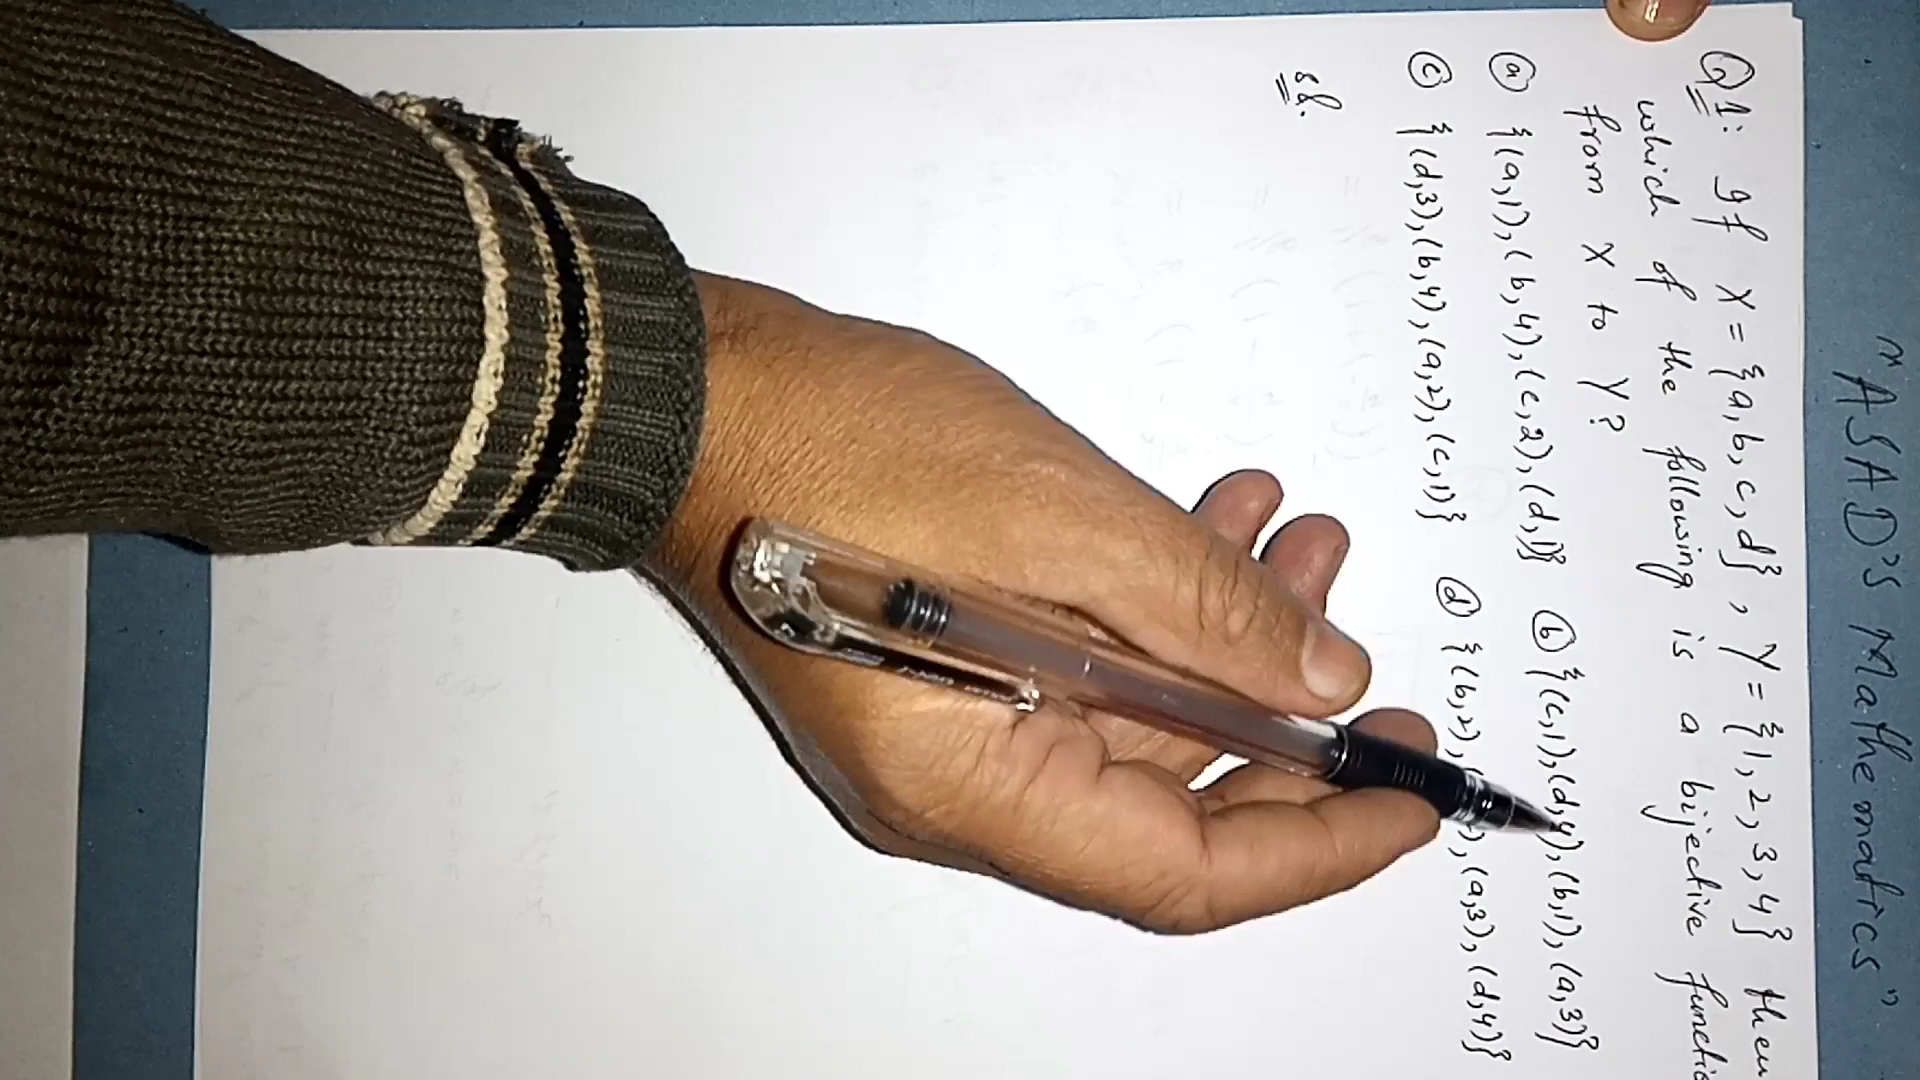 "ASAD's Mathematics"
Q1: If X = {a,b,c,d}, Y = {1,2,3,4} then
which of the following is a bijective
from X to Y?
(a) {(a,1),(b,4),(c,2),(d,1)} (b) {(c,1),(d,4),(b,1),(a,3)}
(c) {(d,3),(b,4),(a,2),(c,1)} (d) {(b,2), ),(a,3),(d,4)}
sol.